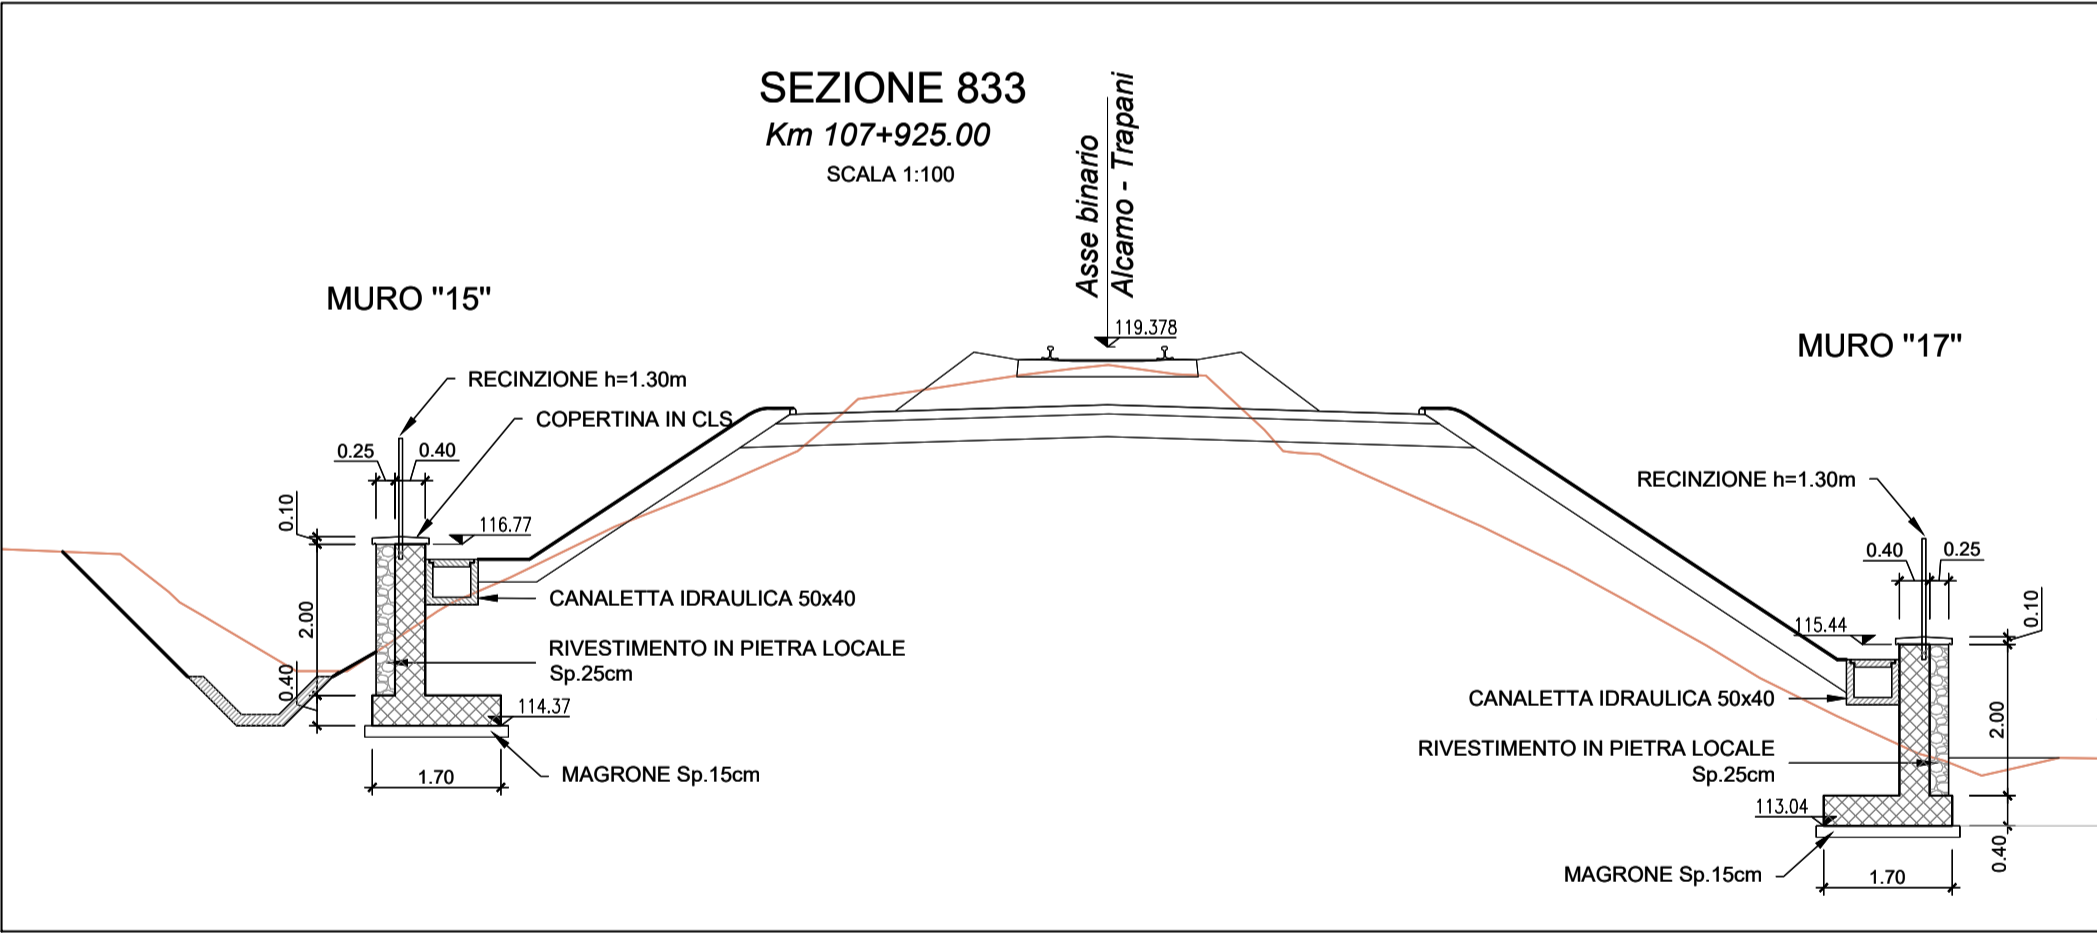 SEZIONE 833
Km 107+925.00
SCALA 1:100
Asse binario
Alcamo - Trapani
119.378
MURO "15"
RECINZIONE h=1.30m
COPERTINA IN CLS
0.25
0.40
0.10
116.77
2.00
CANALETTA IDRAULICA 50x40
RIVESTIMENTO IN PIETRA LOCALE
Sp.25cm
0.40
114.37
MAGRONE Sp.15cm
1.70
MURO "17"
RECINZIONE h=1.30m
0.40
0.25
0.10
115.44
CANALETTA IDRAULICA 50x40
2.00
RIVESTIMENTO IN PIETRA LOCALE
Sp.25cm
113.04
0.40
MAGRONE Sp.15cm
1.70